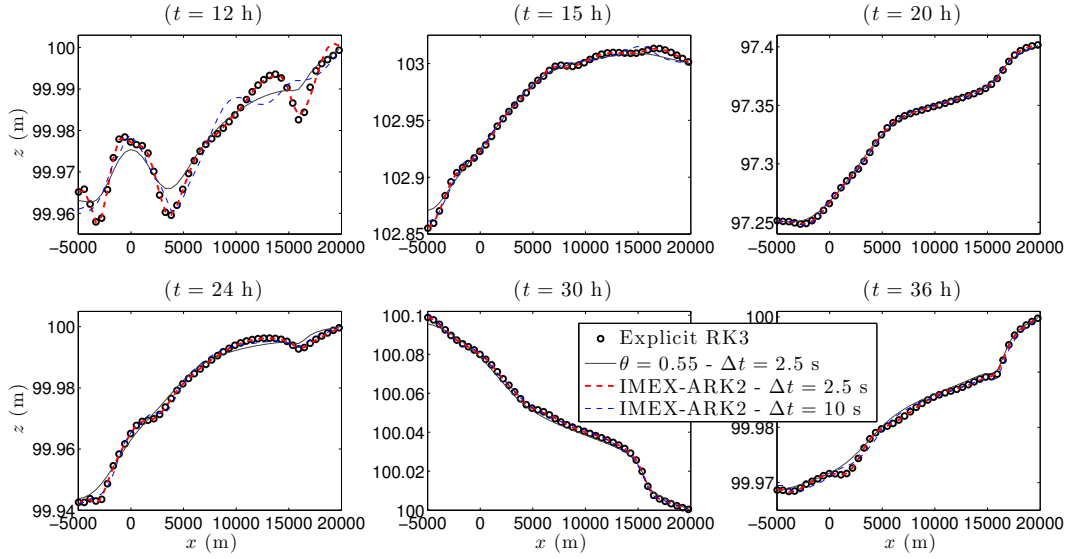 (t = 12 h)
(t = 15 h)
(t = 20 h)
z (m)
100
99.99
99.98
99.97
99.96
−5000 0 5000 10000 15000 20000
103
102.95
102.9
102.85
−5000 0 5000 10000 15000 20000
97.4
97.35
97.3
97.25
−5000 0 5000 10000 15000 20000
(t = 24 h)
(t = 30 h)
(t = 36 h)
z (m)
100
99.98
99.96
99.94
−5000 0 5000 10000 15000 20000
x (m)
100.1
100.08
100.06
100.04
100.02
100
−5000 0 5000 10000 15000 20000
x (m)
100
99.98
99.97
−5000 0 5000 10000 15000 20000
x (m)
Explicit RK3
θ = 0.55 - Δt = 2.5 s
IMEX-ARK2 - Δt = 2.5 s
IMEX-ARK2 - Δt = 10 s